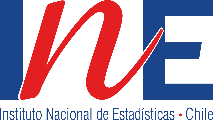 INE
Instituto Nacional de Estadísticas • Chile